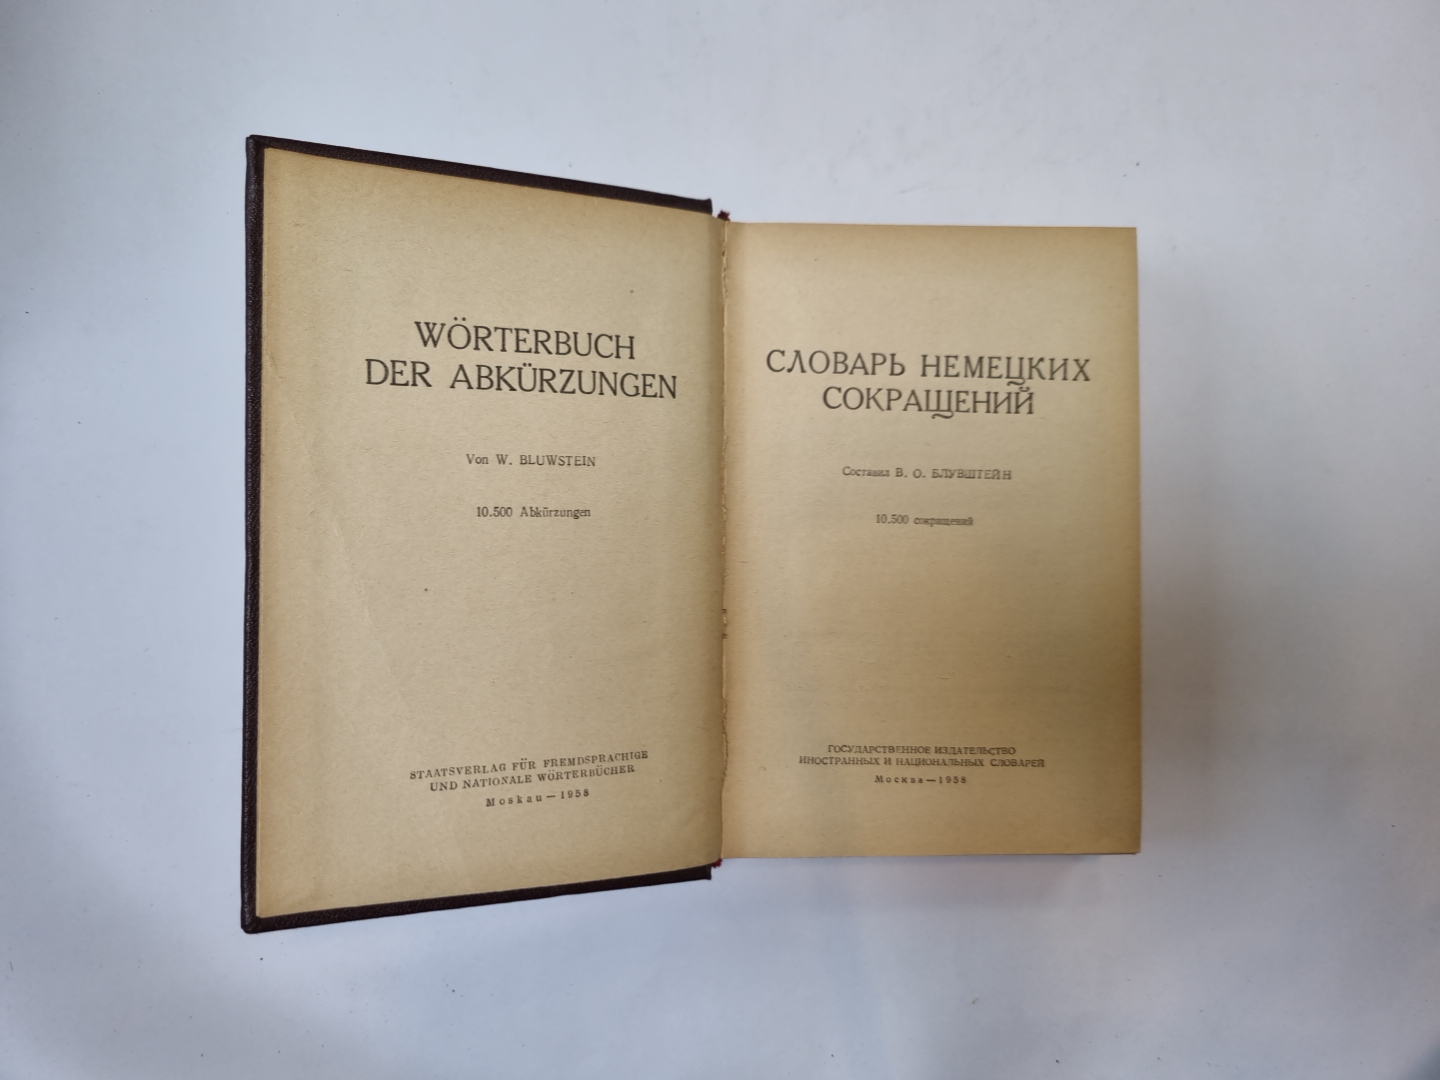 WÖRTERBUCH
DER ABKÜRZUNGEN
Von W. BLUWSTEIN
10.500 Abkürzungen
STAATSVERLAG FÜR FREMDSPRACHIGE
UND NATIONALE WÖRTERBÜCHER
Moskau — 1958
СЛОВАРЬ НЕМЕЦКИХ
СОКРАЩЕНИЙ
Составил В. О. БЛУВШТЕЙН
10.500 сокращений
ГОСУДАРСТВЕННОЕ ИЗДАТЕЛЬСТВО
ИНОСТРАННЫХ И НАЦИОНАЛЬНЫХ СЛОВАРЕЙ
Москва — 1958